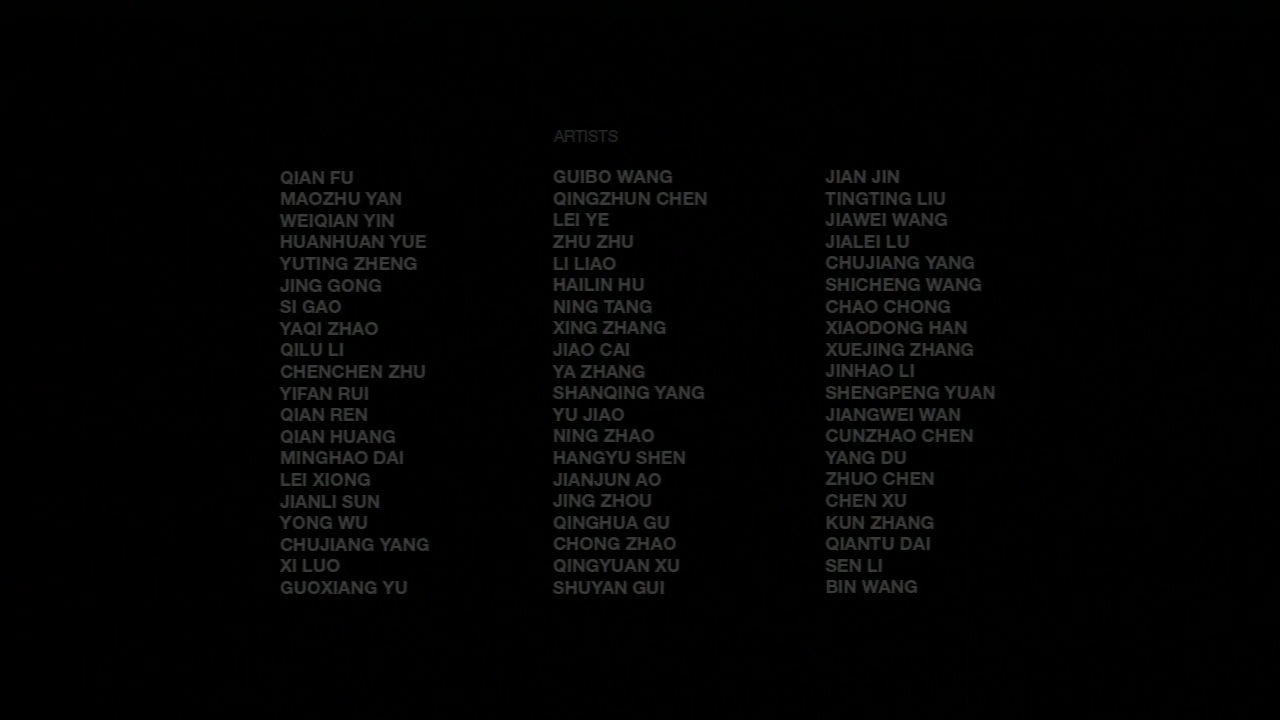 ARTISTS
QIAN FU
MAOZHU YAN
WEIQIAN YIN
HUANHUAN YUE
YUTING ZHENG
JING GONG
SI GAO
YAQI ZHAO
QILU LI
CHENCHEN ZHU
YIFAN RUI
QIAN REN
QIAN HUANG
MINGHAO DAI
LEI XIONG
JIANLI SUN
YONG WU
CHUJIANG YANG
XI LUO
GUOXIANG YU
GUIBO WANG
QINGZHUN CHEN
LEI YE
ZHU ZHU
LI LIAO
HAILIN HU
NING TANG
XING ZHANG
JIAO CAI
YA ZHANG
SHANQING YANG
YU JIAO
NING ZHAO
HANGYU SHEN
JIANJUN AO
JING ZHOU
QINGHUA GU
CHONG ZHAO
QINGYUAN XU
SHUYAN GUI
JIAN JIN
TINGTING LIU
JIAWEI WANG
JIALEI LU
CHUJIANG YANG
SHICHENG WANG
CHAO CHONG
XIAODONG HAN
XUEJING ZHANG
JINHAO LI
SHENGPENG YUAN
JIANGWEI WAN
CUNZHAO CHEN
YANG DU
ZHUO CHEN
CHEN XU
KUN ZHANG
QIANTU DAI
SEN LI
BIN WANG